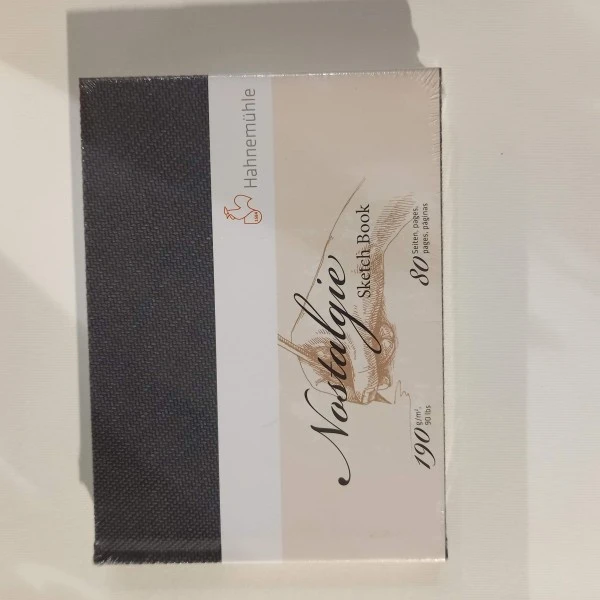 Hahnemühle
Nostalgie
Sketch Book
190 g/m²,
90 lbs
80 Seiten, pages,
pages, páginas